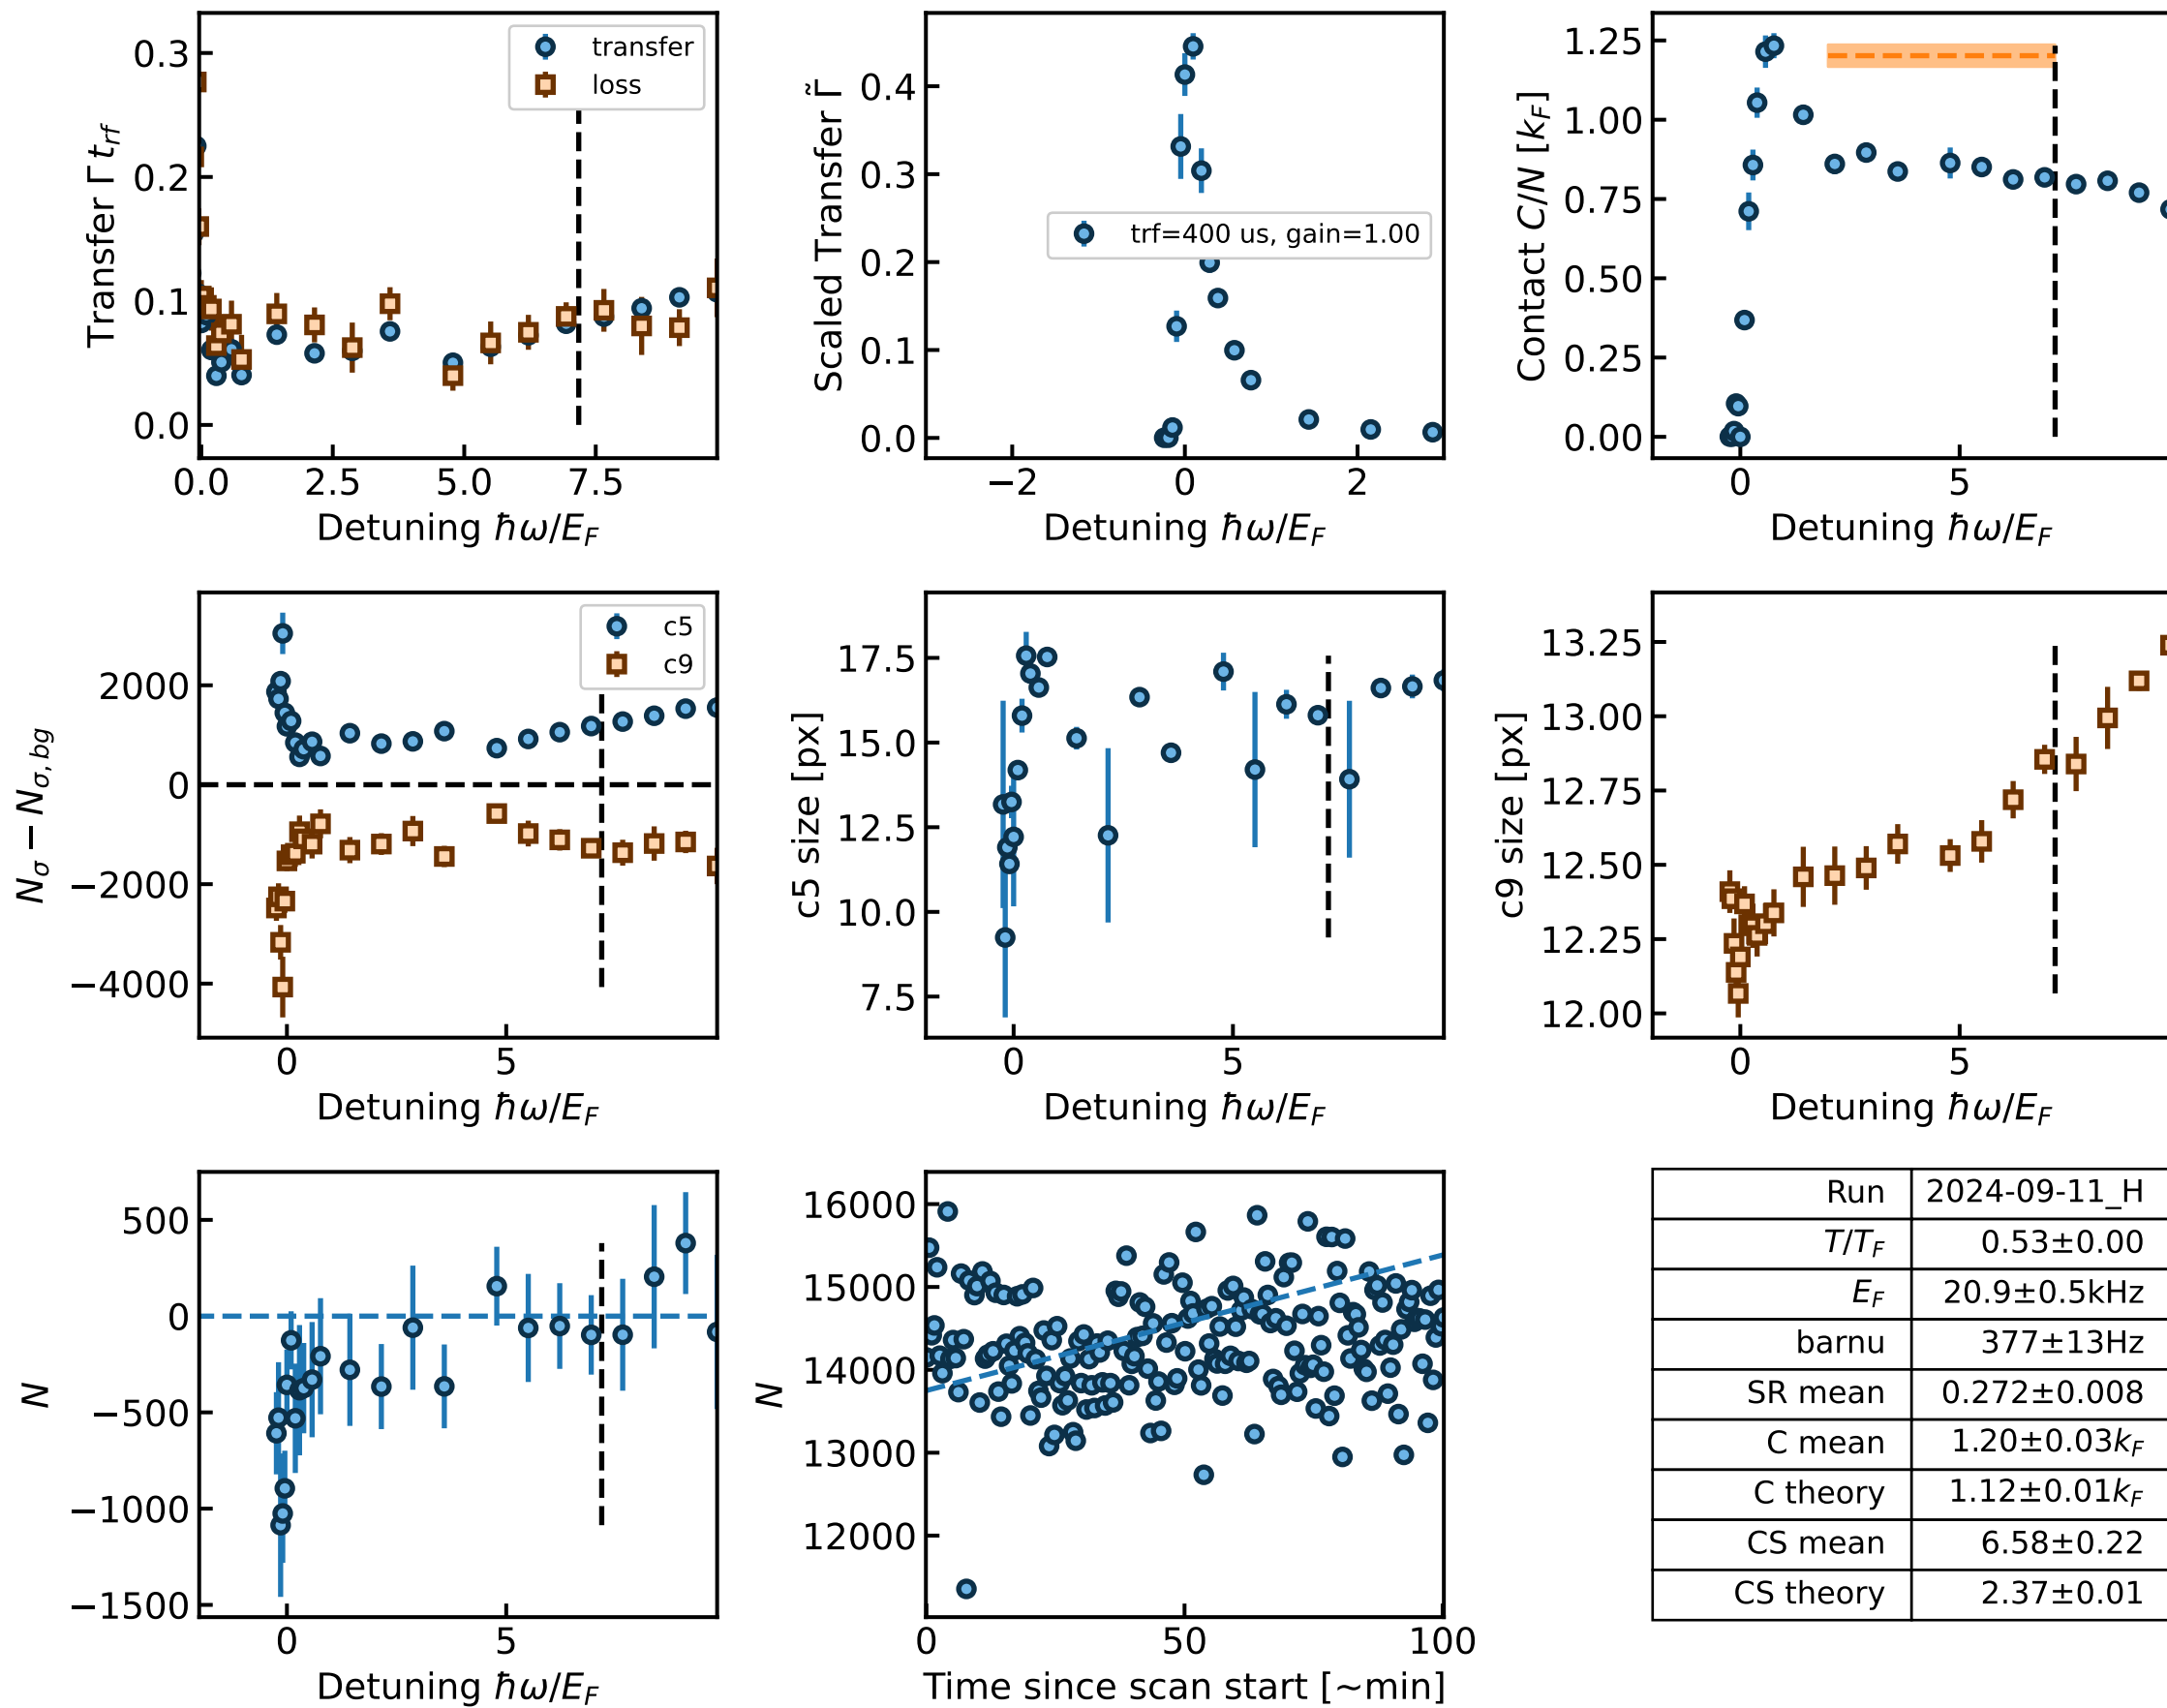 Transfer Γ t_rf
0.3
0.2
0.1
0.0
transfer
loss
0.0 2.5 5.0 7.5
Detuning ℏω/E_F
Scaled Transfer Γ̃
0.4
0.3
0.2
0.1
0.0
trf=400 us, gain=1.00
−2 0 2
Detuning ℏω/E_F
Contact C/N [k_F]
1.25
1.00
0.75
0.50
0.25
0.00
0 5
Detuning ℏω/E_F
N_σ − N_σ, bg
2000
0
−2000
−4000
c5
c9
0 5
Detuning ℏω/E_F
c5 size [px]
17.5
15.0
12.5
10.0
7.5
0 5
Detuning ℏω/E_F
c9 size [px]
13.25
13.00
12.75
12.50
12.25
12.00
0 5
Detuning ℏω/E_F
N
500
0
−500
−1000
−1500
0 5
Detuning ℏω/E_F
N
16000
15000
14000
13000
12000
0 50 100
Time since scan start [~min]
Run 2024-09-11_H
T/T_F 0.53±0.00
E_F 20.9±0.5kHz
barnu 377±13Hz
SR mean 0.272±0.008
C mean 1.20±0.03k_F
C theory 1.12±0.01k_F
CS mean 6.58±0.22
CS theory 2.37±0.01